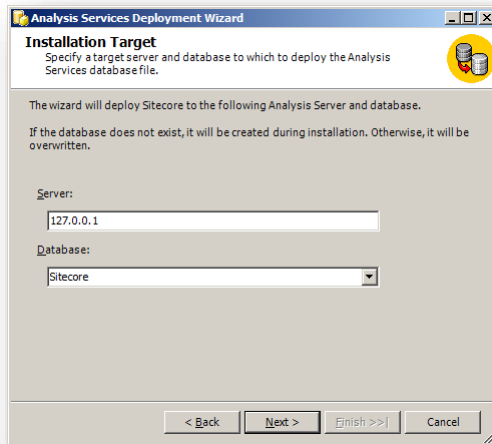 Analysis Services Deployment Wizard
Installation Target
Specify a target server and database to which to deploy the Analysis
Services database file.
The wizard will deploy Sitecore to the following Analysis Server and database.
If the database does not exist, it will be created during installation. Otherwise, it will be
overwritten.
Server:
127.0.0.1
Database:
Sitecore
< Back Next > Finish >>| Cancel